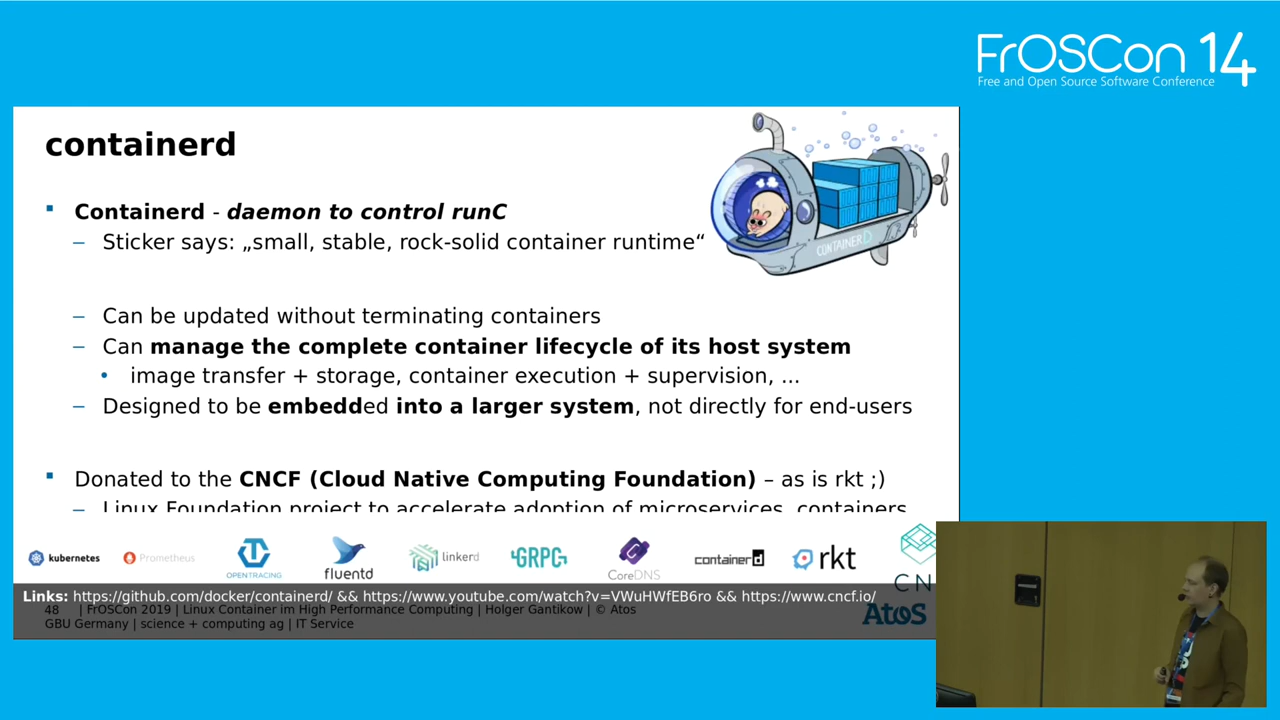 FrOSCon 14
Free and Open Source Software Conference
containerd
Containerd - daemon to control runC
– Sticker says: „small, stable, rock-solid container runtime“
CONTAINERD
– Can be updated without terminating containers
– Can manage the complete container lifecycle of its host system
• image transfer + storage, container execution + supervision, ...
– Designed to be embedded into a larger system, not directly for end-users
Donated to the CNCF (Cloud Native Computing Foundation) – as is rkt ;)
– Linux Foundation project to accelerate adoption of microservices, containers
kubernetes Prometheus OPENTRACING fluentd linkerd GRPC CoreDNS containerd rkt CN
Links: https://github.com/docker/containerd/ && https://www.youtube.com/watch?v=VWuHWfEB6ro && https://www.cncf.io/
48 | FrOSCon 2019 | Linux Container im High Performance Computing | Holger Gantikow | © Atos
GBU Germany | science + computing ag | IT Service
Atos